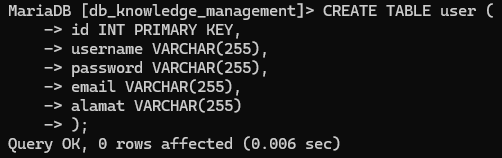 MariaDB [db_knowledge_management]> CREATE TABLE user (
    -> id INT PRIMARY KEY,
    -> username VARCHAR(255),
    -> password VARCHAR(255),
    -> email VARCHAR(255),
    -> alamat VARCHAR(255)
    -> );
Query OK, 0 rows affected (0.006 sec)